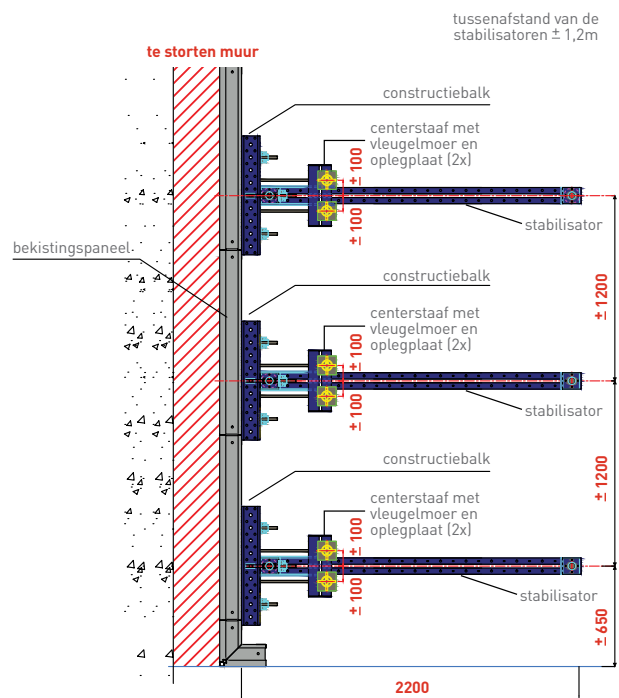 tussenafstand van de
stabilisatoren ± 1,2m
te storten muur
constructiebalk
centerstaaf met
vleugelmoer en
oplegplaat (2x)
±100
±100
stabilisator
bekistingspaneel
±1200
constructiebalk
centerstaaf met
vleugelmoer en
oplegplaat (2x)
±100
±100
stabilisator
±1200
constructiebalk
centerstaaf met
vleugelmoer en
oplegplaat (2x)
±100
±100
stabilisator
±650
2200